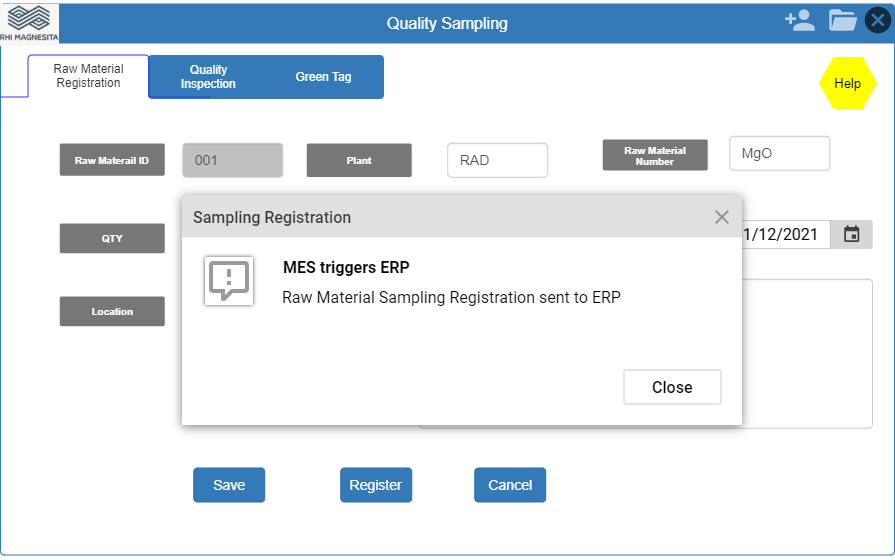 RHI MAGNESITA
Quality Sampling
Raw Material
Registration
Quality
Inspection
Green Tag
Help
Raw Materail ID
001
Plant
RAD
Raw Material
Number
MgO
Sampling Registration
QTY
1/12/2021
MES triggers ERP
Raw Material Sampling Registration sent to ERP
Location
Close
Save
Register
Cancel